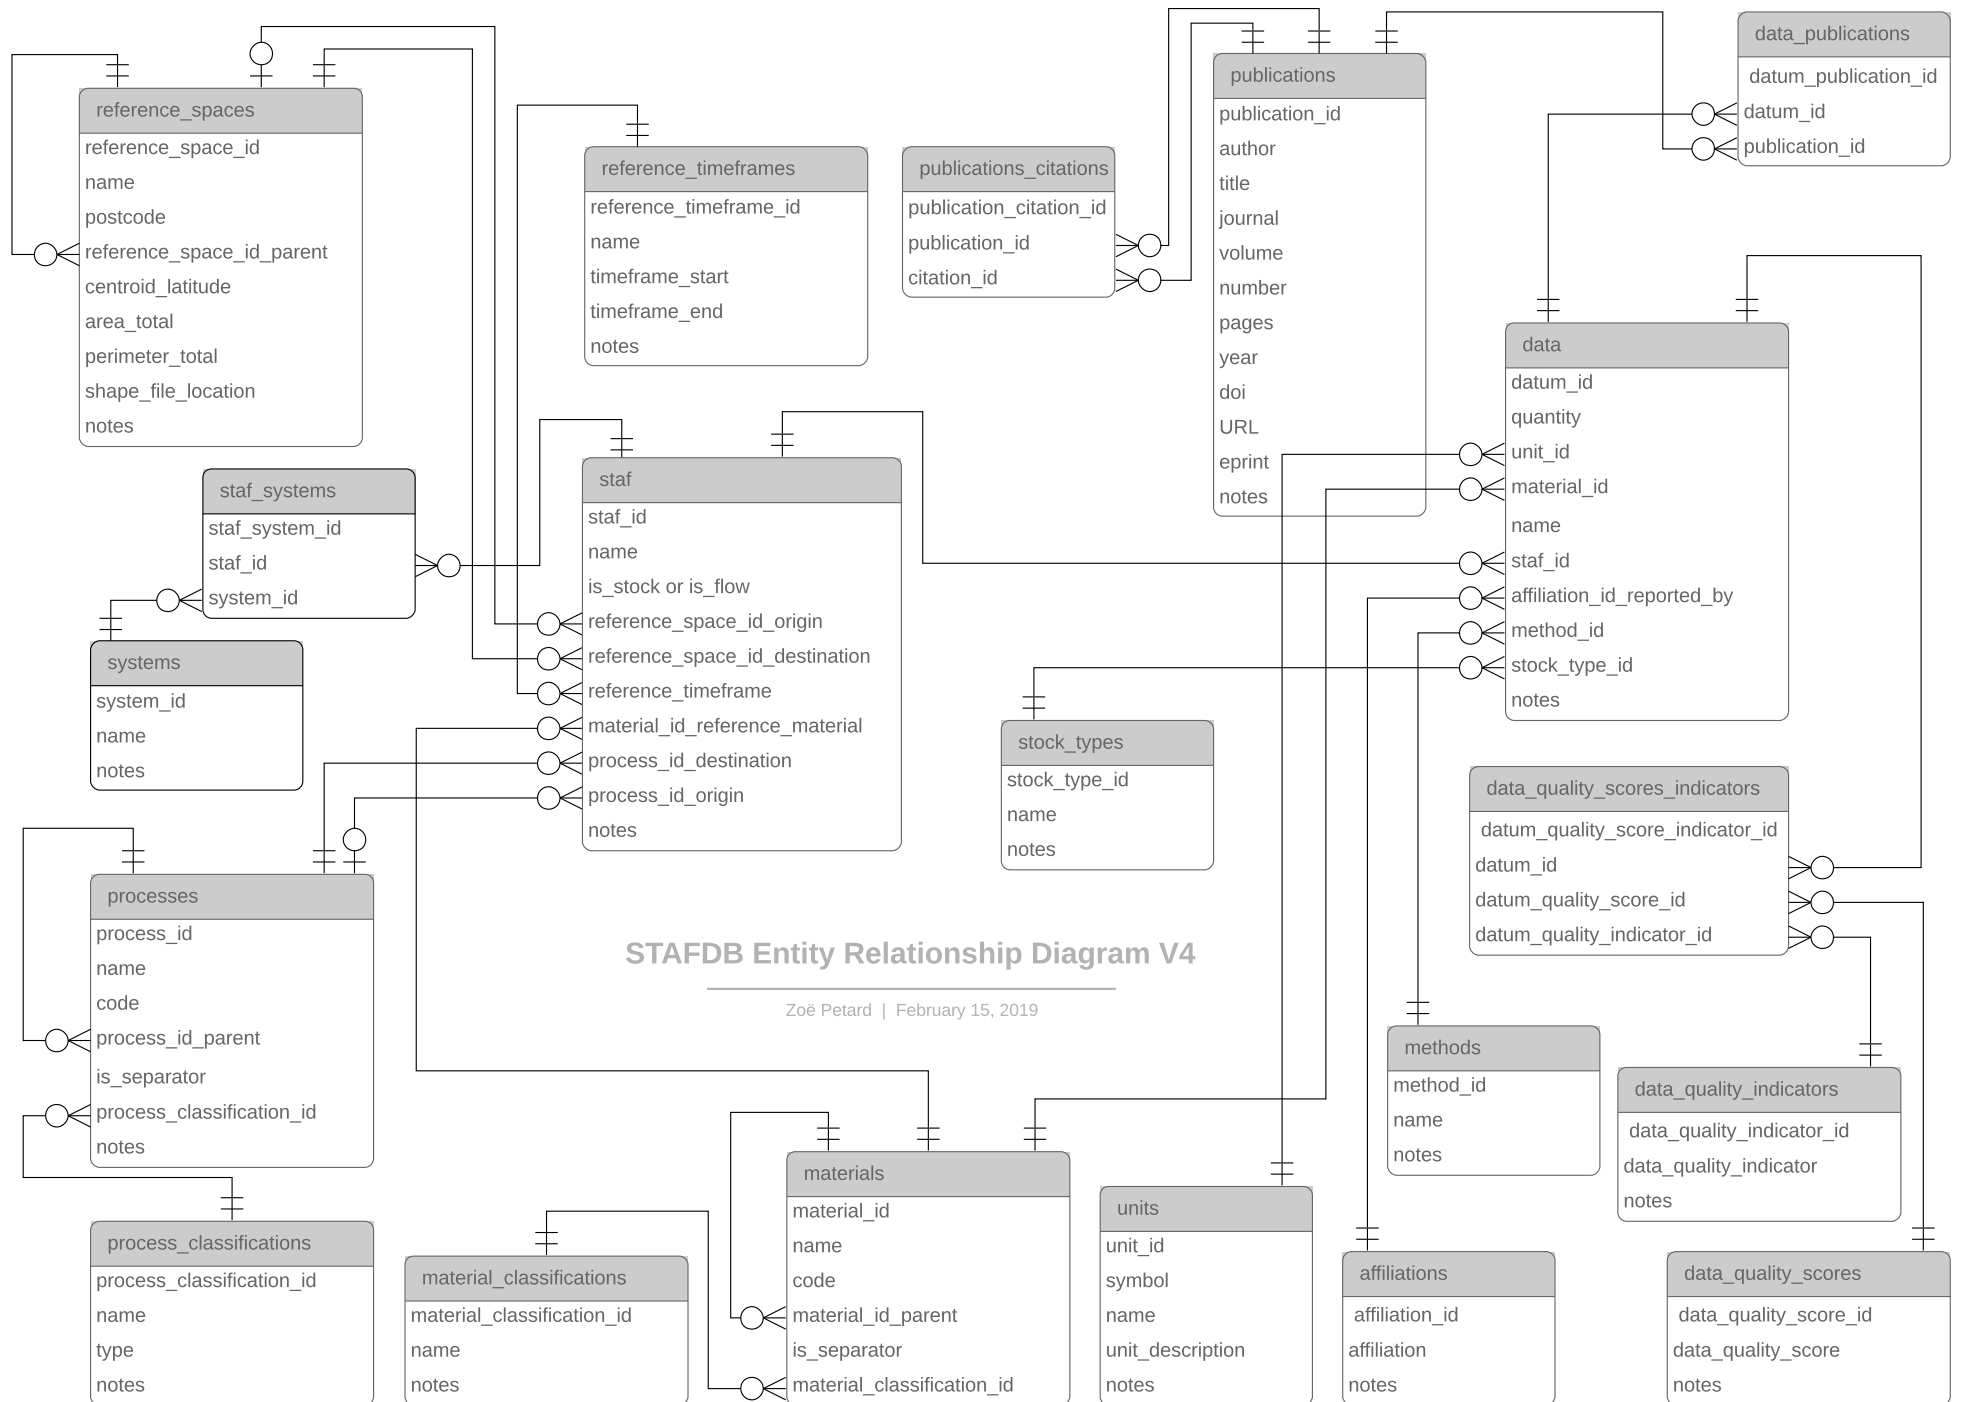 reference_spaces
reference_space_id
name
postcode
reference_space_id_parent
centroid_latitude
area_total
perimeter_total
shape_file_location
notes
reference_timeframes
reference_timeframe_id
name
timeframe_start
timeframe_end
notes
publications_citations
publication_citation_id
publication_id
citation_id
publications
publication_id
author
title
journal
volume
number
pages
year
doi
URL
eprint
notes
data_publications
datum_publication_id
datum_id
publication_id
data
datum_id
quantity
unit_id
material_id
name
staf_id
affiliation_id_reported_by
method_id
stock_type_id
notes
staf_systems
staf_system_id
staf_id
system_id
systems
system_id
name
notes
staf
staf_id
name
is_stock or is_flow
reference_space_id_origin
reference_space_id_destination
reference_timeframe
material_id_reference_material
process_id_destination
process_id_origin
notes
stock_types
stock_type_id
name
notes
data_quality_scores_indicators
datum_quality_score_indicator_id
datum_id
datum_quality_score_id
datum_quality_indicator_id
processes
process_id
name
code
process_id_parent
is_separator
process_classification_id
notes
STAFDB Entity Relationship Diagram V4
Zoë Petard | February 15, 2019
methods
method_id
name
notes
data_quality_indicators
data_quality_indicator_id
data_quality_indicator
notes
process_classifications
process_classification_id
name
type
notes
material_classifications
material_classification_id
name
notes
materials
material_id
name
code
material_id_parent
is_separator
material_classification_id
units
unit_id
symbol
name
unit_description
notes
affiliations
affiliation_id
affiliation
notes
data_quality_scores
data_quality_score_id
data_quality_score
notes